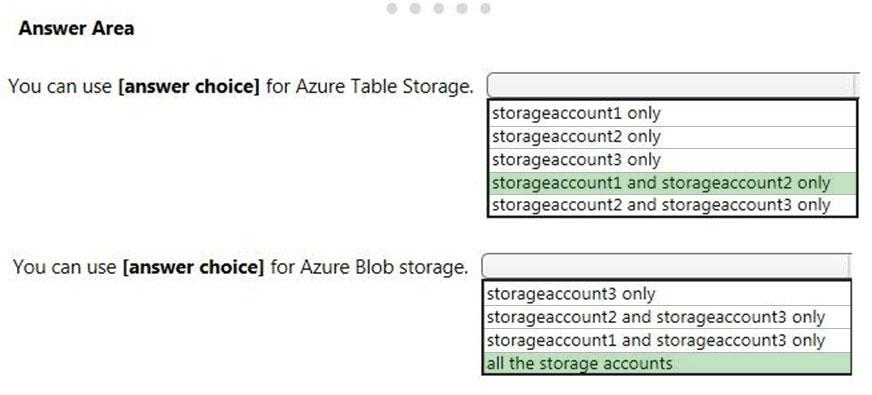 Answer Area
You can use [answer choice] for Azure Table Storage.
storageaccount1 only
storageaccount2 only
storageaccount3 only
storageaccount1 and storageaccount2 only
storageaccount2 and storageaccount3 only
You can use [answer choice] for Azure Blob storage.
storageaccount3 only
storageaccount2 and storageaccount3 only
storageaccount1 and storageaccount3 only
all the storage accounts